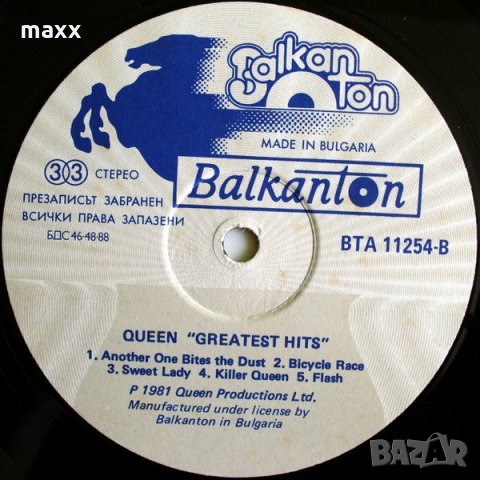 maxx
Balkan
ton
MADE IN BULGARIA
33 СТЕРЕО
Balkanton
ПРЕЗАПИСЪТ ЗАБРАНЕН
ВСИЧКИ ПРАВА ЗАПАЗЕНИ
БДС 46-48-88
ВТА 11254-В
QUEEN "GREATEST HITS"
1. Another One Bites the Dust 2. Bicycle Race
3. Sweet Lady 4. Killer Queen 5. Flash
P 1981 Queen Productions Ltd.
Manufactured under license by
Balkanton in Bulgaria
BAZAR